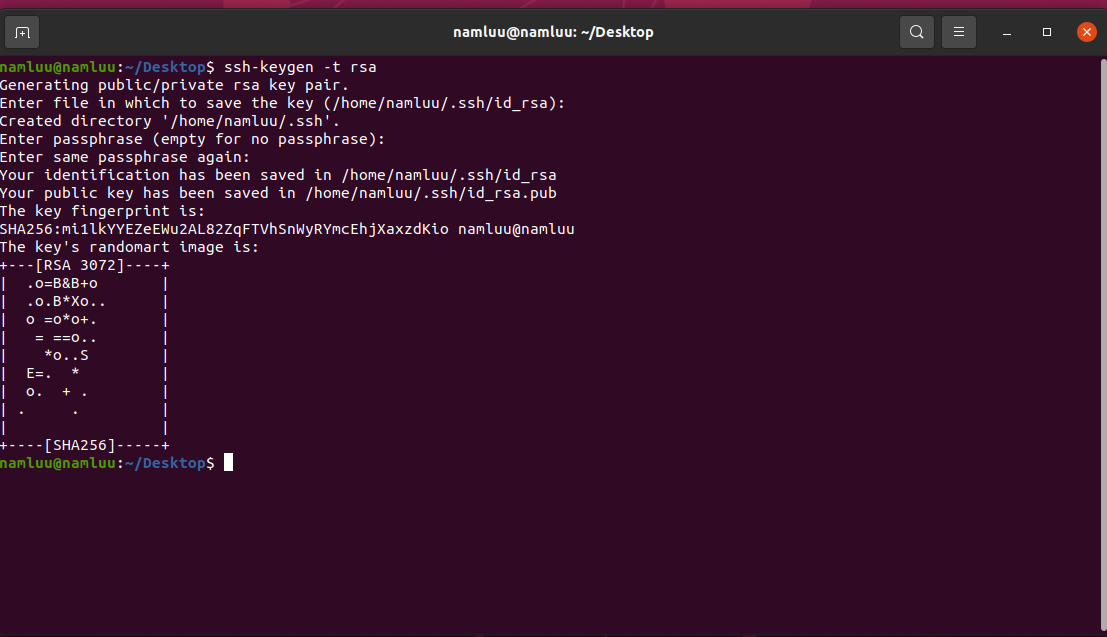 namluu@namluu: ~/Desktop
namluu@namluu:~/Desktop$ ssh-keygen -t rsa
Generating public/private rsa key pair.
Enter file in which to save the key (/home/namluu/.ssh/id_rsa):
Created directory '/home/namluu/.ssh'.
Enter passphrase (empty for no passphrase):
Enter same passphrase again:
Your identification has been saved in /home/namluu/.ssh/id_rsa
Your public key has been saved in /home/namluu/.ssh/id_rsa.pub
The key fingerprint is:
SHA256:mi1lkYYEZeEWu2AL82ZqFTVhSnWyRYmcEhjXaxzdKio namluu@namluu
The key's randomart image is:
+---[RSA 3072]----+
|  .o=B&B+o       |
|  .o.B*Xo..      |
|  o =o*o+.       |
|   = ==o..       |
|    *o..S        |
|  E=.  *         |
|  o.  + .        |
| .     .         |
|                 |
+----[SHA256]-----+
namluu@namluu:~/Desktop$